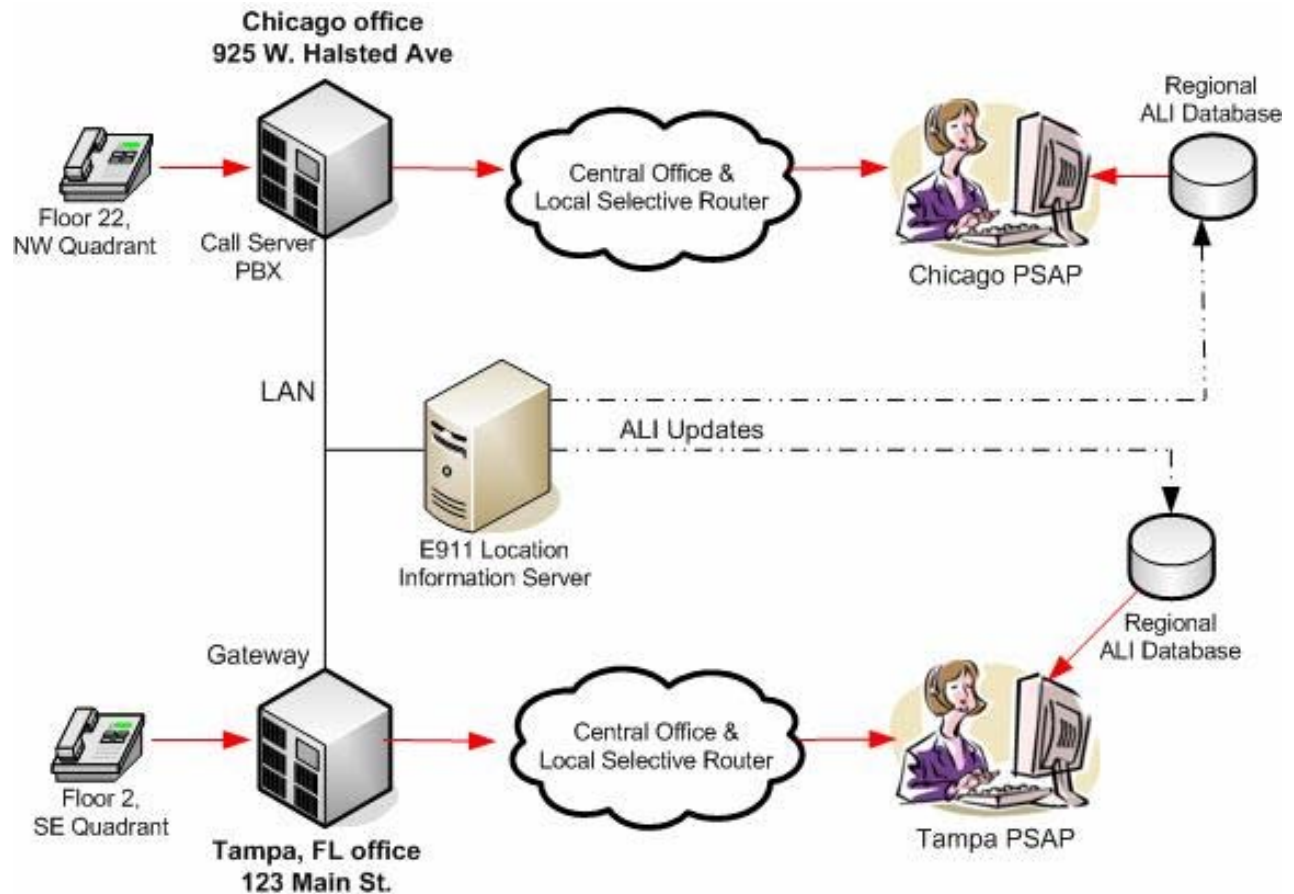 Chicago office
925 W. Halsted Ave
Regional
ALI Database
Floor 22,
NW Quadrant
Call Server
PBX
Central Office &
Local Selective Router
Chicago PSAP
LAN
ALI Updates
E911 Location
Information Server
Gateway
Regional
ALI Database
Floor 2,
SE Quadrant
Central Office &
Local Selective Router
Tampa PSAP
Tampa, FL office
123 Main St.